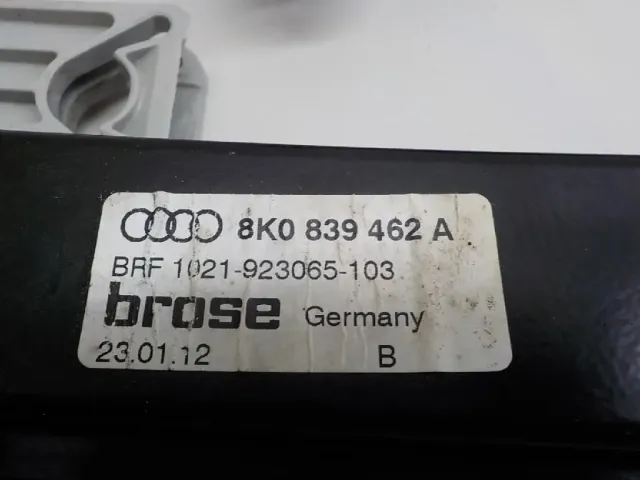 8K0 839 462 A
BRF 1021-923065-103
brose Germany
23.01.12 B